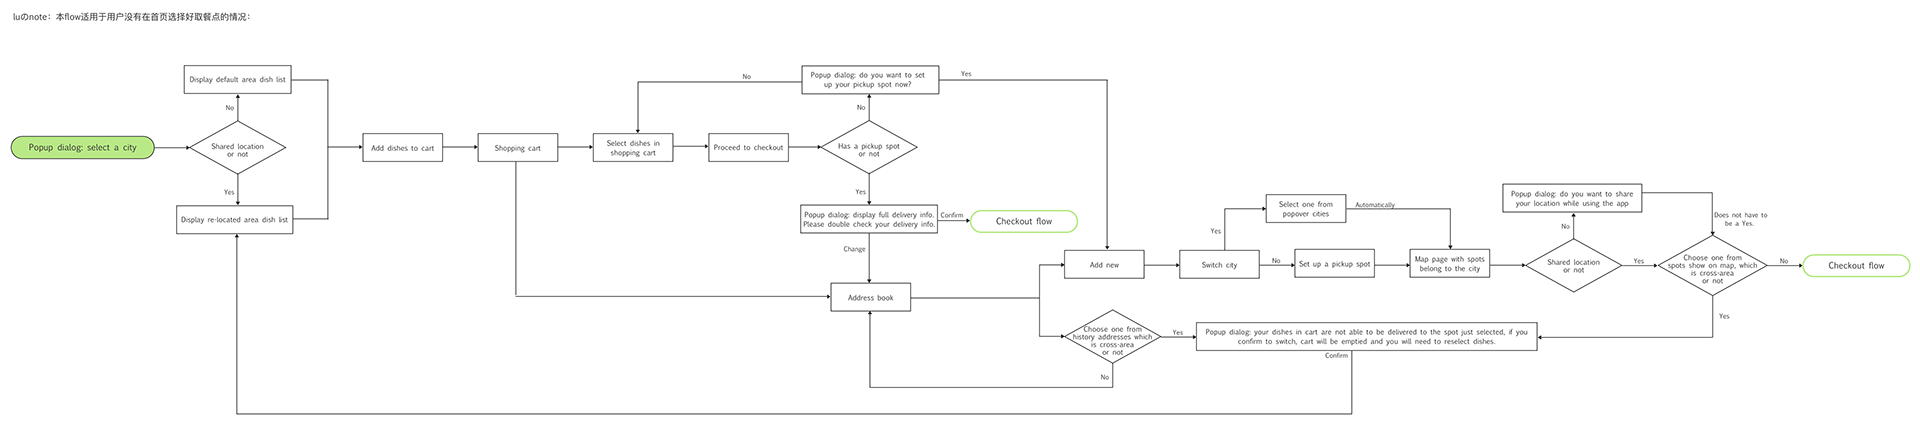 luのnote：本flow适用于用户没有在首页选择好取餐点的情况：
Popup dialog: select a city
Shared location
or not
No
Display default area dish list
Yes
Display re-located area dish list
Add dishes to cart
Shopping cart
Select dishes in
shopping cart
Proceed to checkout
Has a pickup spot
or not
No
Popup dialog: do you want to set
up your pickup spot now?
No
Yes
Yes
Popup dialog: display full delivery info.
Please double check your delivery info.
Confirm
Checkout flow
Change
Address book
Add new
Switch city
Yes
Select one from
popover cities
Automatically
No
Set up a pickup spot
Map page with spots
belong to the city
Shared location
or not
No
Popup dialog: do you want to share
your location while using the app
Does not have to
be a Yes.
Yes
Choose one from
spots show on map, which
is cross-area
or not
No
Checkout flow
Yes
Choose one from
history addresses which
is cross-area
or not
Yes
No
Popup dialog: your dishes in cart are not able to be delivered to the spot just selected, if you
confirm to switch, cart will be emptied and you will need to reselect dishes.
Confirm